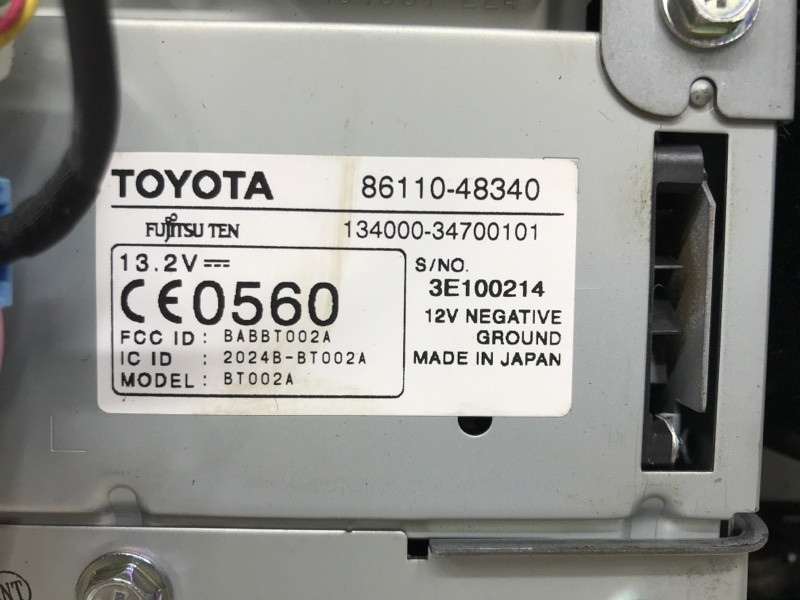 TOYOTA 86110-48340
FUJITSU TEN 134000-34700101
13.2V S/NO.
CE0560 3E100214
12V NEGATIVE
GROUND
MADE IN JAPAN
FCC ID : BABBT002A
IC ID : 2024B-BT002A
MODEL : BT002A